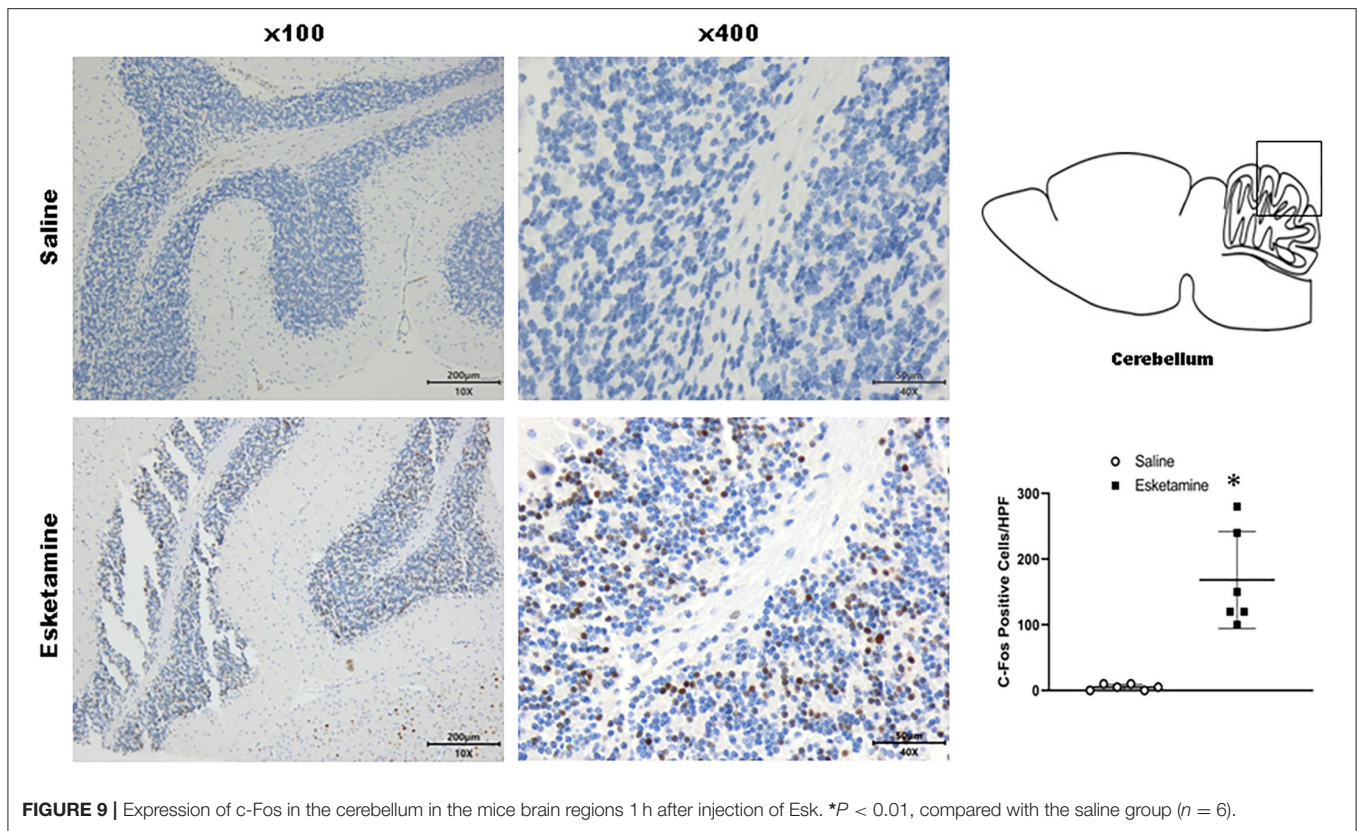 x100
x400
Saline
200µm
10X
50µm
40X
Cerebellum
Esketamine
200µm
10X
50µm
40X
Saline
Esketamine
*
C-Fos Positive Cells/HPF
300
200
100
0
FIGURE 9 | Expression of c-Fos in the cerebellum in the mice brain regions 1 h after injection of Esk. *P < 0.01, compared with the saline group (n = 6).